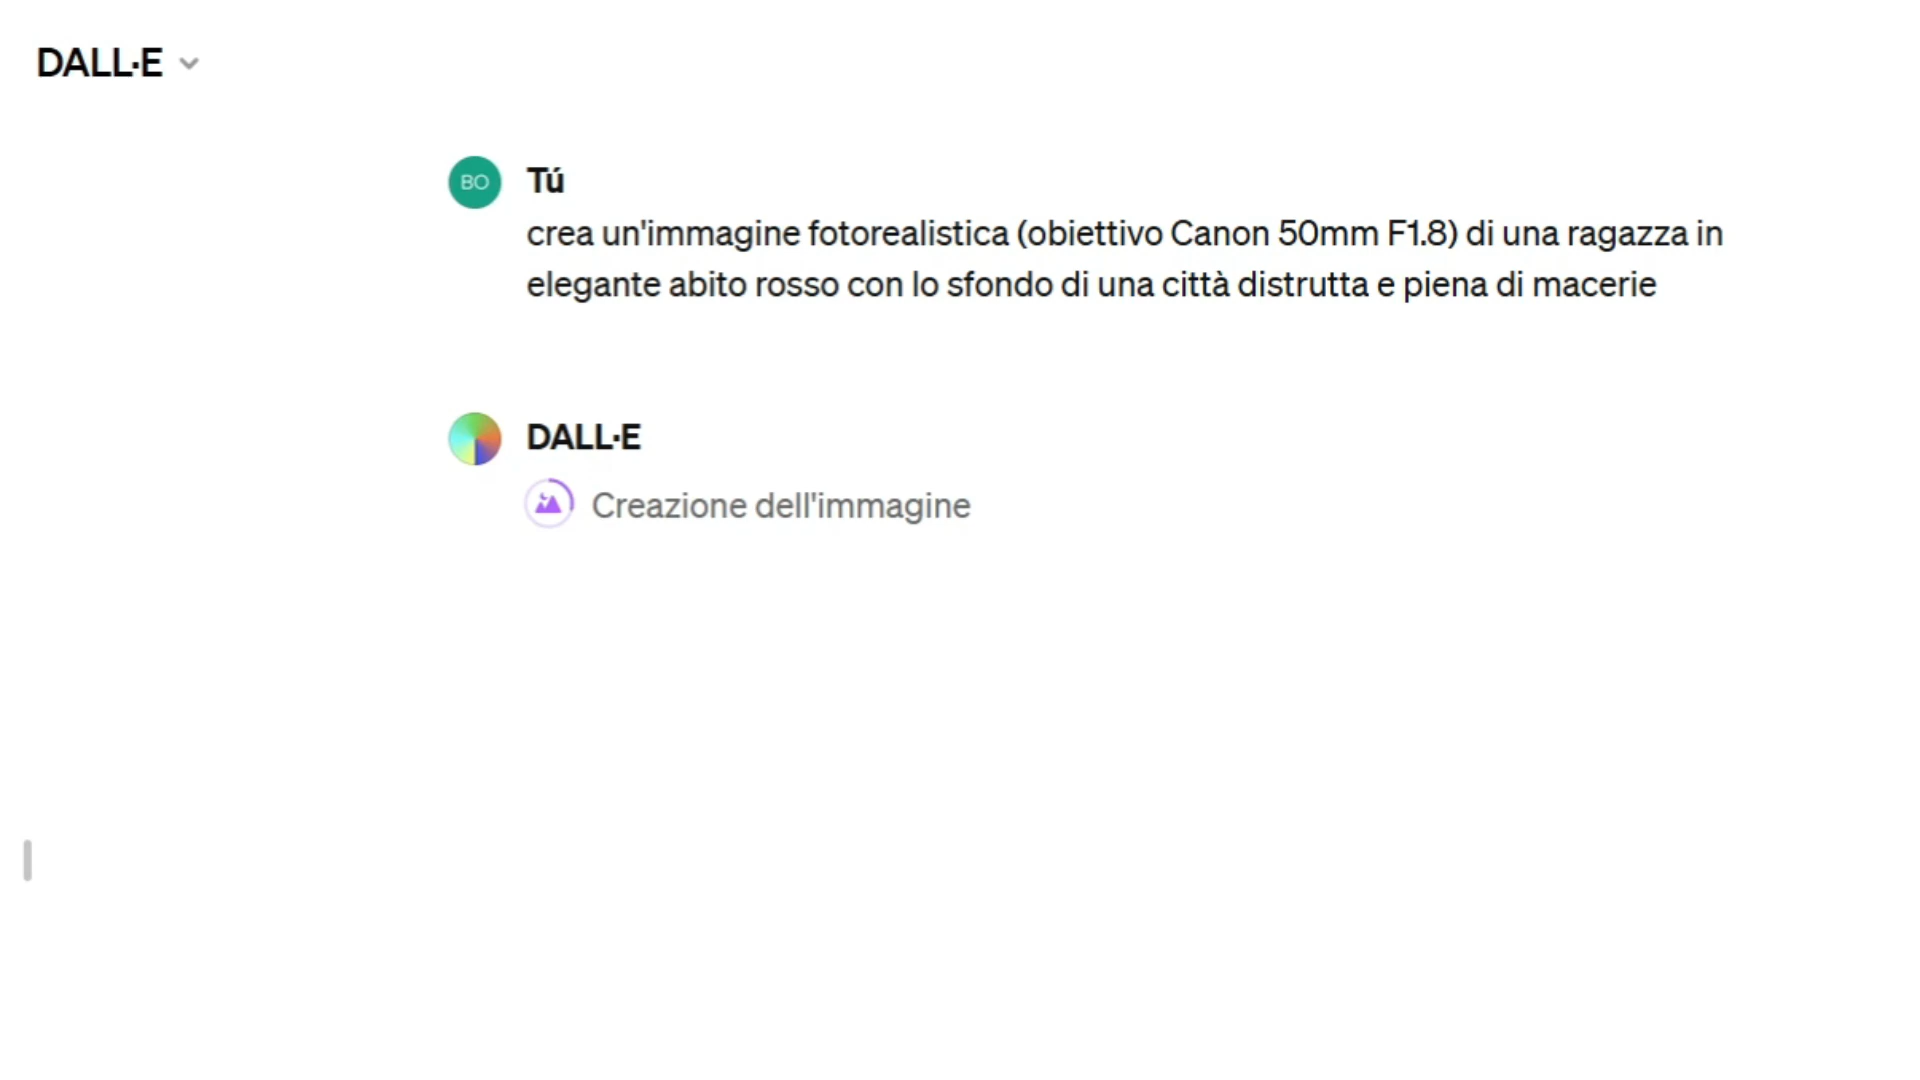 DALL·E
BO
Tú
crea un'immagine fotorealistica (obiettivo Canon 50mm F1.8) di una ragazza in
elegante abito rosso con lo sfondo di una città distrutta e piena di macerie
DALL·E
Creazione dell'immagine